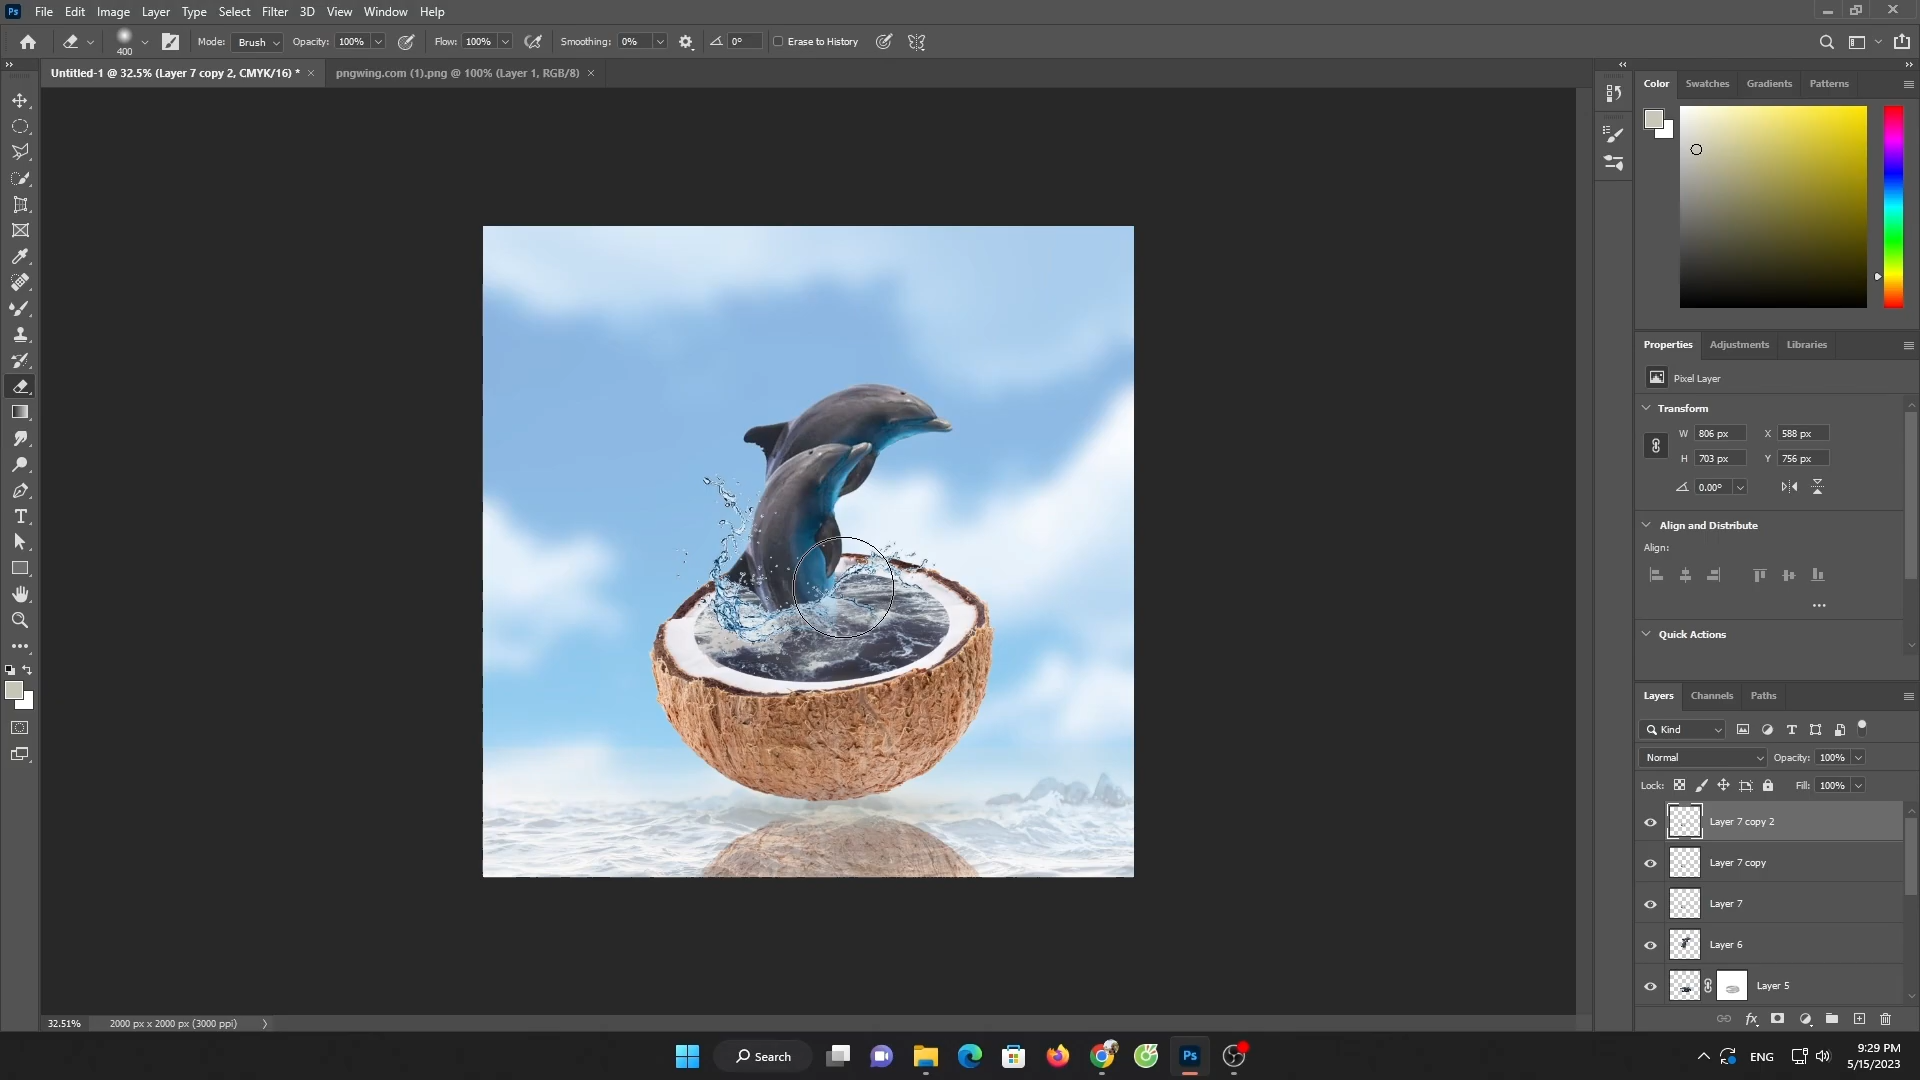 Ps File Edit Image Layer Type Select Filter 3D View Window Help
400 Mode: Brush Opacity: 100% Flow: 100% Smoothing: 0% 0° Erase to History
Untitled-1 @ 32.5% (Layer 7 copy 2, CMYK/16) * × pngwing.com (1).png @ 100% (Layer 1, RGB/8) ×
Color Swatches Gradients Patterns
Properties Adjustments Libraries
Pixel Layer
Transform
W 806 px X 588 px
H 703 px Y 756 px
0.00°
Align and Distribute
Align:
Quick Actions
Layers Channels Paths
Kind
Normal Opacity: 100%
Lock: Fill: 100%
Layer 7 copy 2
Layer 7 copy
Layer 7
Layer 6
Layer 5
32.51% 2000 px x 2000 px (3000 ppi)
Search
Ps
ENG
9:29 PM
5/15/2023